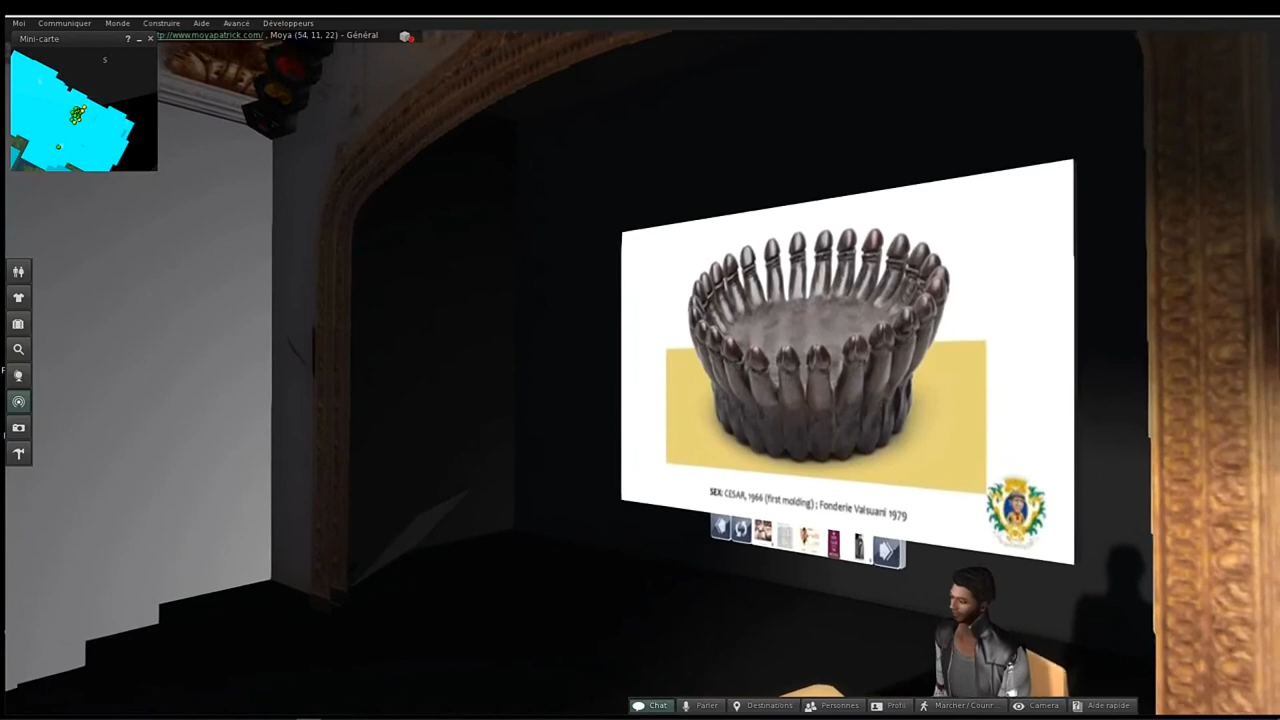 Moi Communiquer Monde Construire Aide Avancé Développeurs
Mini-carte ? http://www.moyapatrick.com/ , Moya (54, 11, 22) - Général
S
SEX: CESAR, 1966 (first molding) ; Fonderie Valsuani 1979
Chat Parler Destinations Personnes Profil Marcher / Courir... Caméra Aide rapide